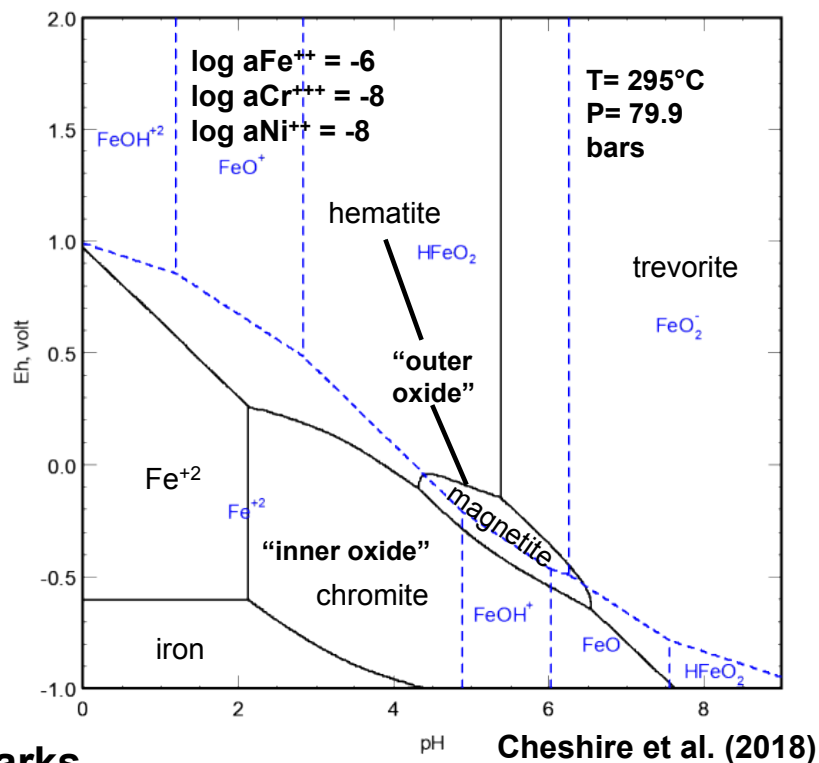 2.0
log aFe⁺⁺ = -6
log aCr⁺⁺⁺ = -8
log aNi⁺⁺ = -8
T= 295°C
P= 79.9
bars
1.5
FeOH⁺²
FeO⁺
hematite
1.0
HFeO₂
trevorite
FeO₂⁻
0.5
Eh, volt
“outer
oxide”
0.0
Fe⁺²
magnetite
Fe⁺²
“inner oxide”
-0.5
chromite
FeOH⁺
FeO
iron
HFeO₂
-1.0
0 2 4 6 8
pH
Cheshire et al. (2018)